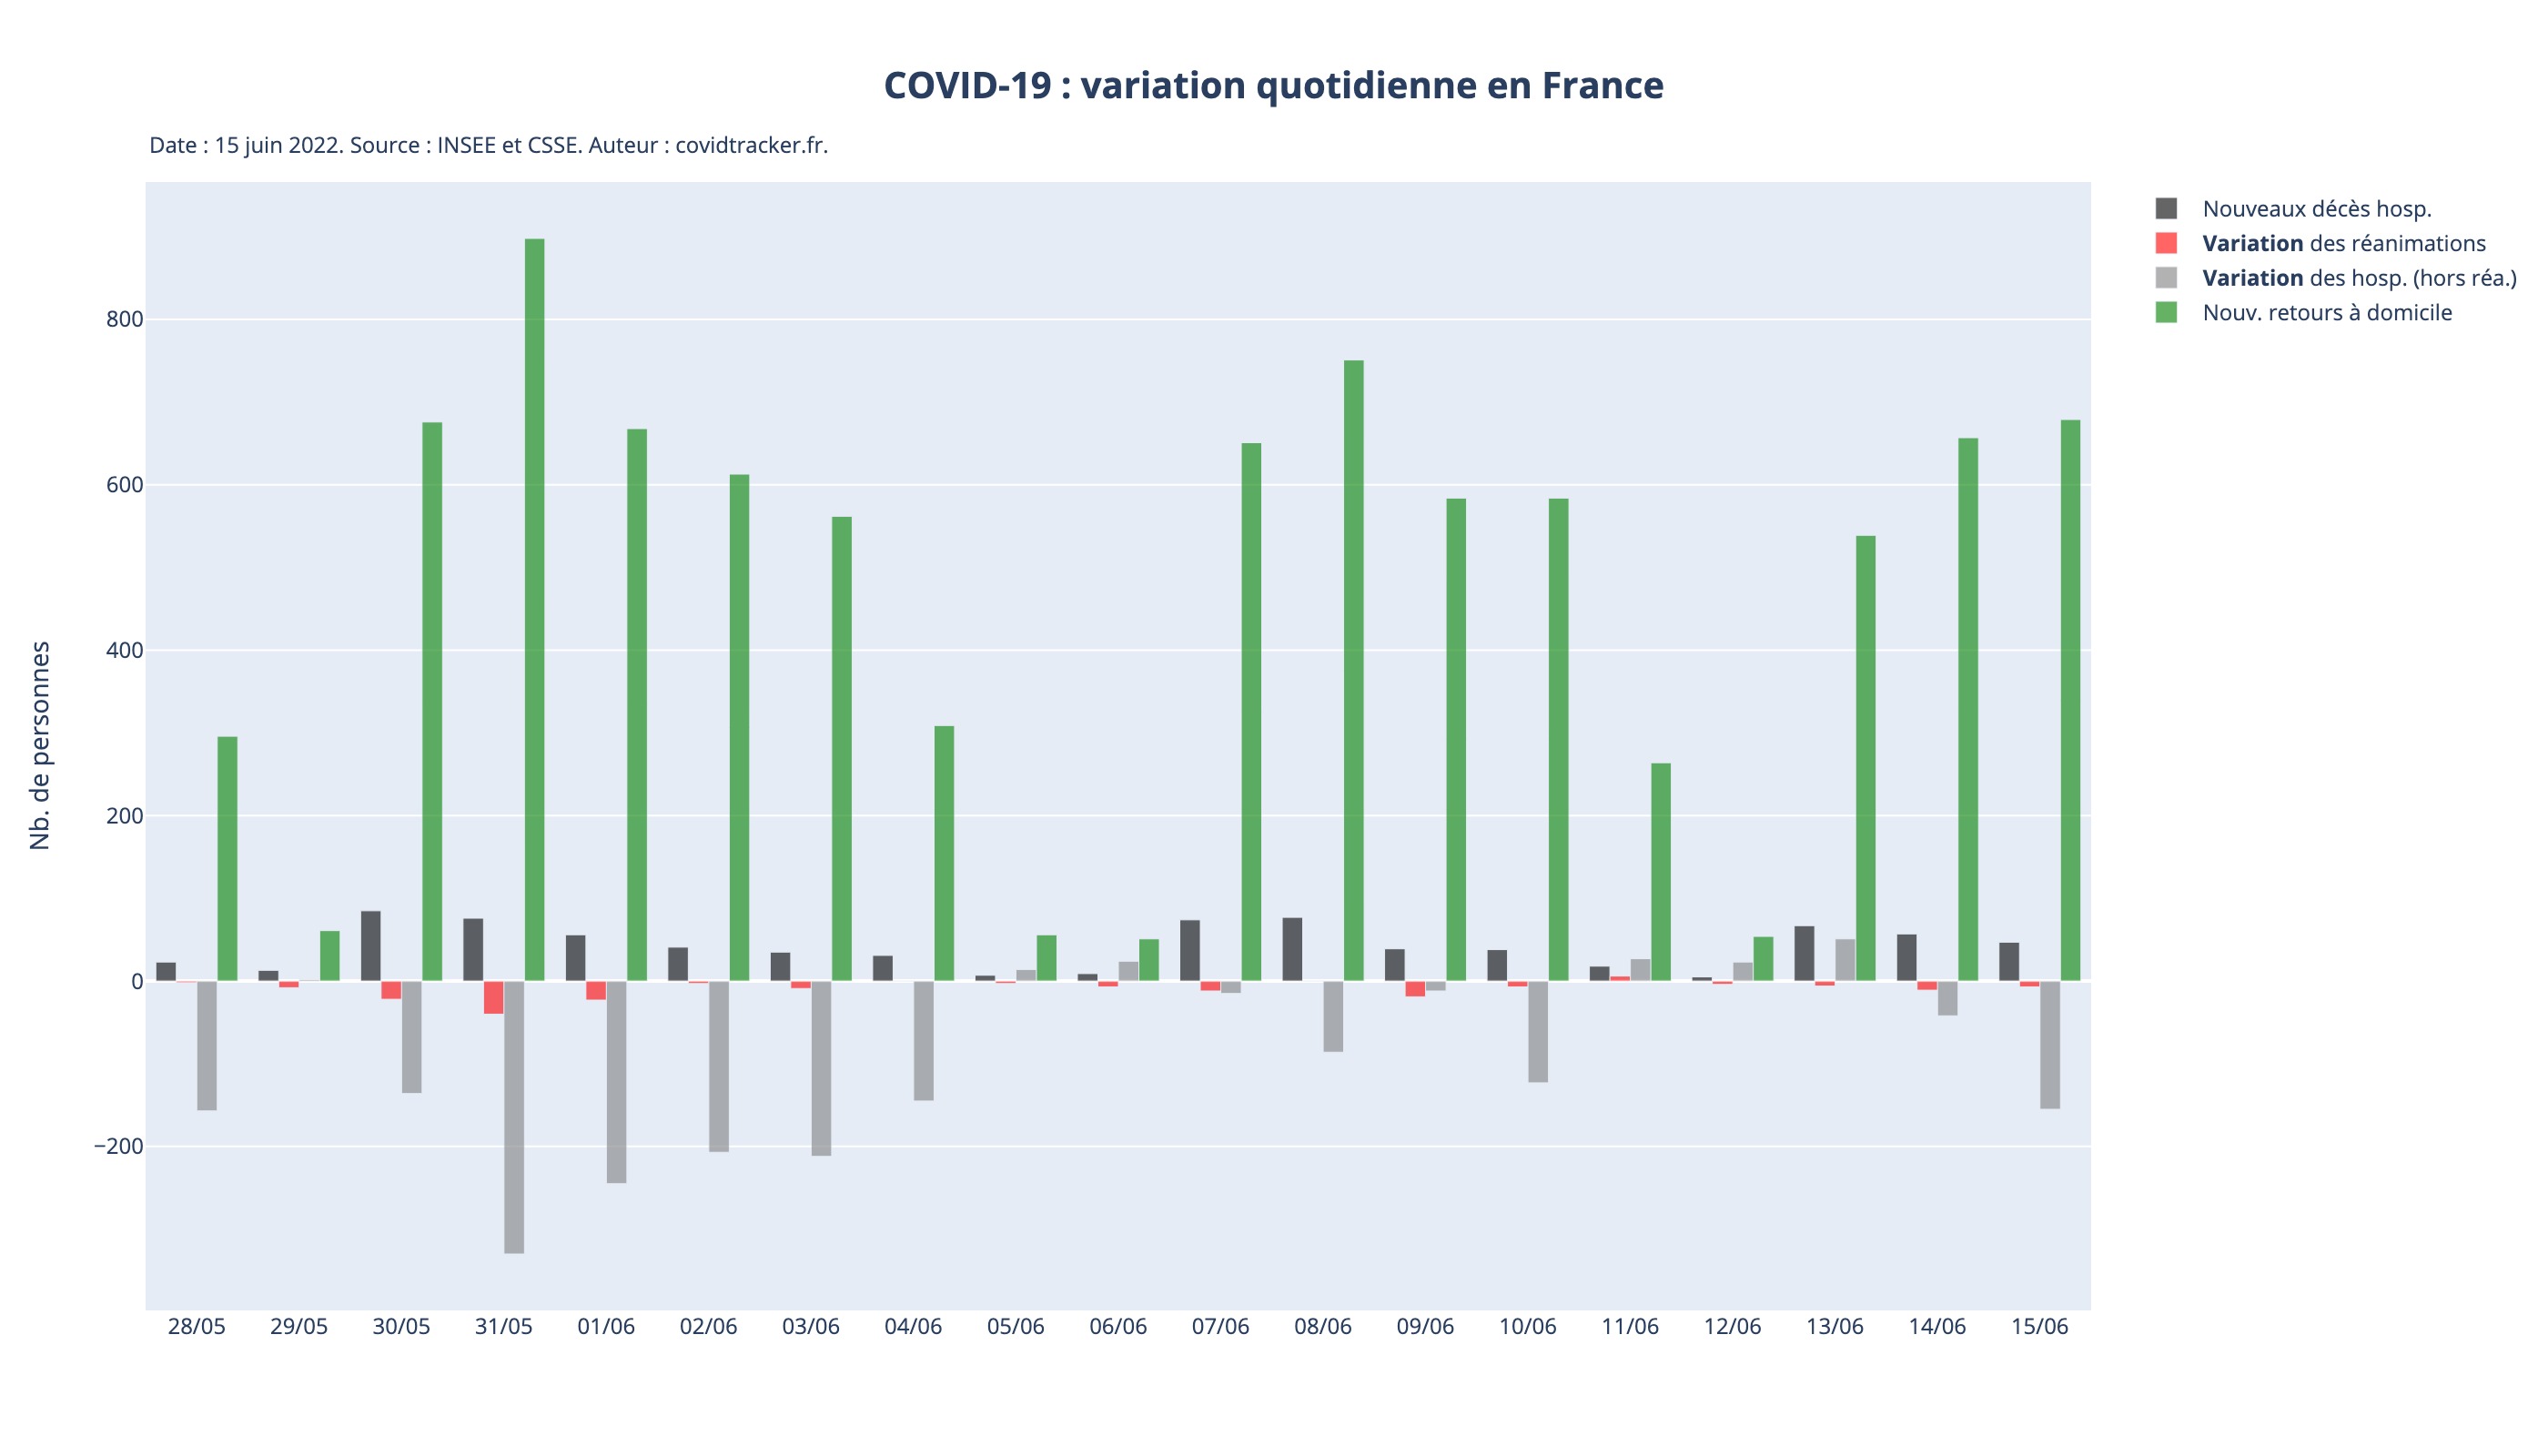 COVID-19 : variation quotidienne en France
Date : 15 juin 2022. Source : INSEE et CSSE. Auteur : covidtracker.fr.
Nouveaux décès hosp.
Variation des réanimations
Variation des hosp. (hors réa.)
Nouv. retours à domicile
Nb. de personnes
800
600
400
200
0
−200
28/05 29/05 30/05 31/05 01/06 02/06 03/06 04/06 05/06 06/06 07/06 08/06 09/06 10/06 11/06 12/06 13/06 14/06 15/06